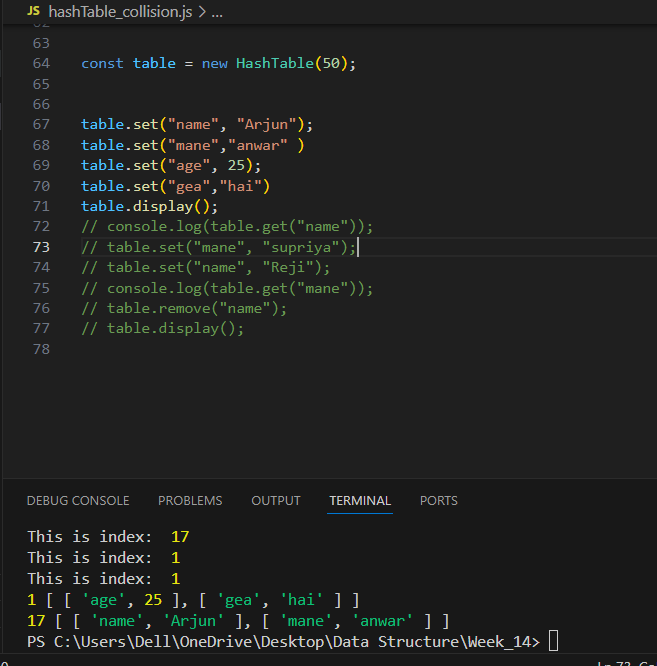 JS hashTable_collision.js > ...
62
63
64 const table = new HashTable(50);
65
66
67 table.set("name", "Arjun");
68 table.set("mane","anwar" )
69 table.set("age", 25);
70 table.set("gea","hai")
71 table.display();
72 // console.log(table.get("name"));
73 // table.set("mane", "supriya");
74 // table.set("name", "Reji");
75 // console.log(table.get("mane"));
76 // table.remove("name");
77 // table.display();
78
DEBUG CONSOLE PROBLEMS OUTPUT TERMINAL PORTS
This is index:  17
This is index:  1
This is index:  1
1 [ [ 'age', 25 ], [ 'gea', 'hai' ] ]
17 [ [ 'name', 'Arjun' ], [ 'mane', 'anwar' ] ]
PS C:\Users\Dell\OneDrive\Desktop\Data Structure\Week_14>